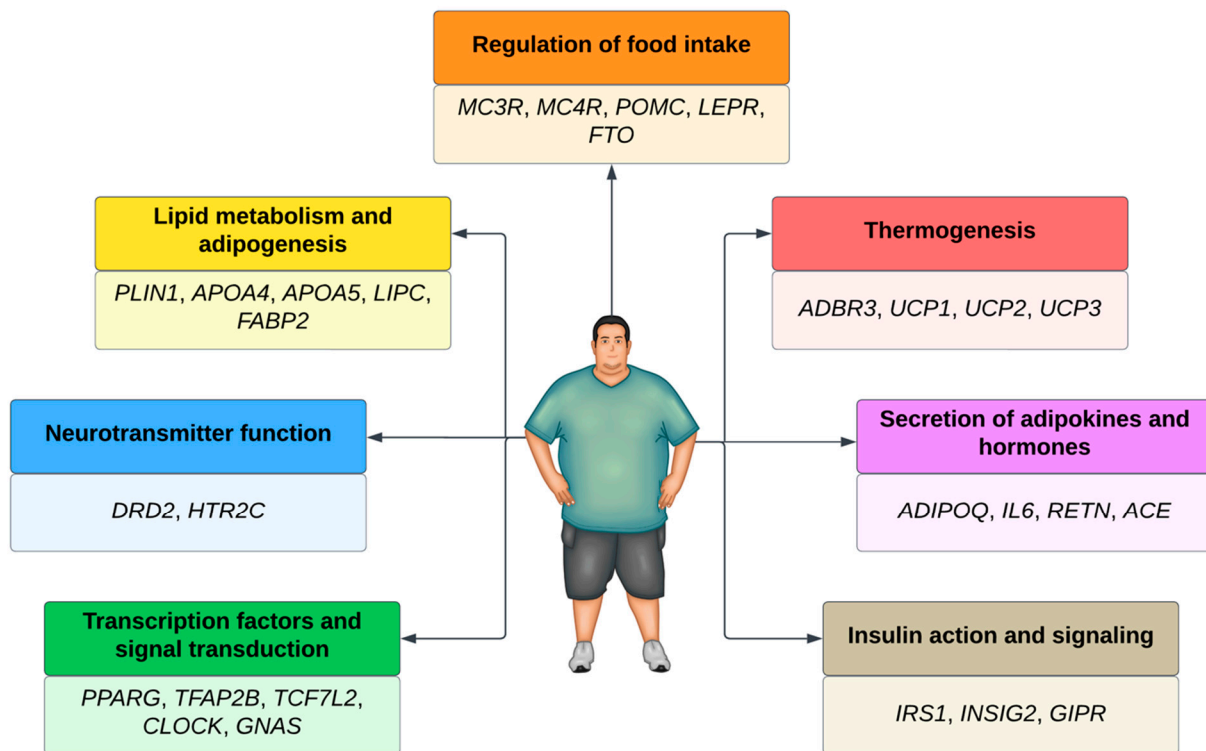 Regulation of food intake
MC3R, MC4R, POMC, LEPR,
FTO
Lipid metabolism and
adipogenesis
PLIN1, APOA4, APOA5, LIPC,
FABP2
Thermogenesis
ADBR3, UCP1, UCP2, UCP3
Neurotransmitter function
DRD2, HTR2C
Secretion of adipokines and
hormones
ADIPOQ, IL6, RETN, ACE
Transcription factors and
signal transduction
PPARG, TFAP2B, TCF7L2,
CLOCK, GNAS
Insulin action and signaling
IRS1, INSIG2, GIPR